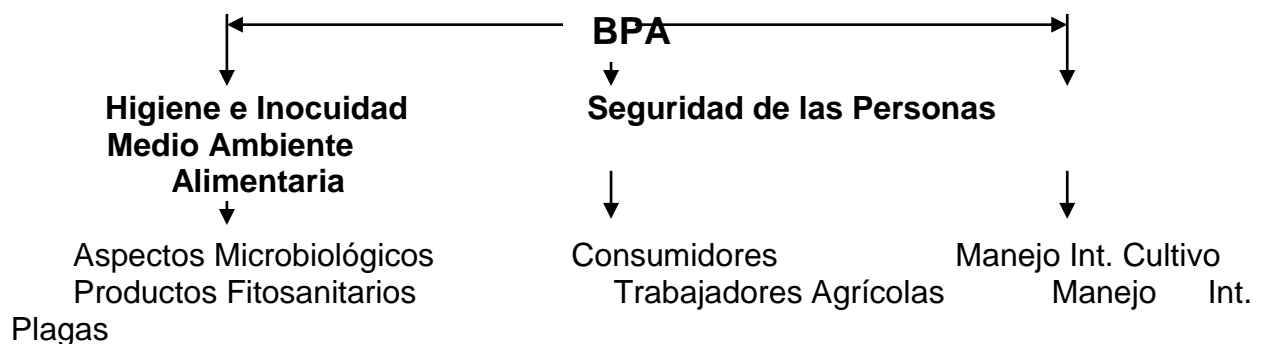 BPA
Higiene e Inocuidad Seguridad de las Personas
Medio Ambiente
Alimentaria
Aspectos Microbiológicos Consumidores Manejo Int. Cultivo
Productos Fitosanitarios Trabajadores Agrícolas Manejo Int.
Plagas